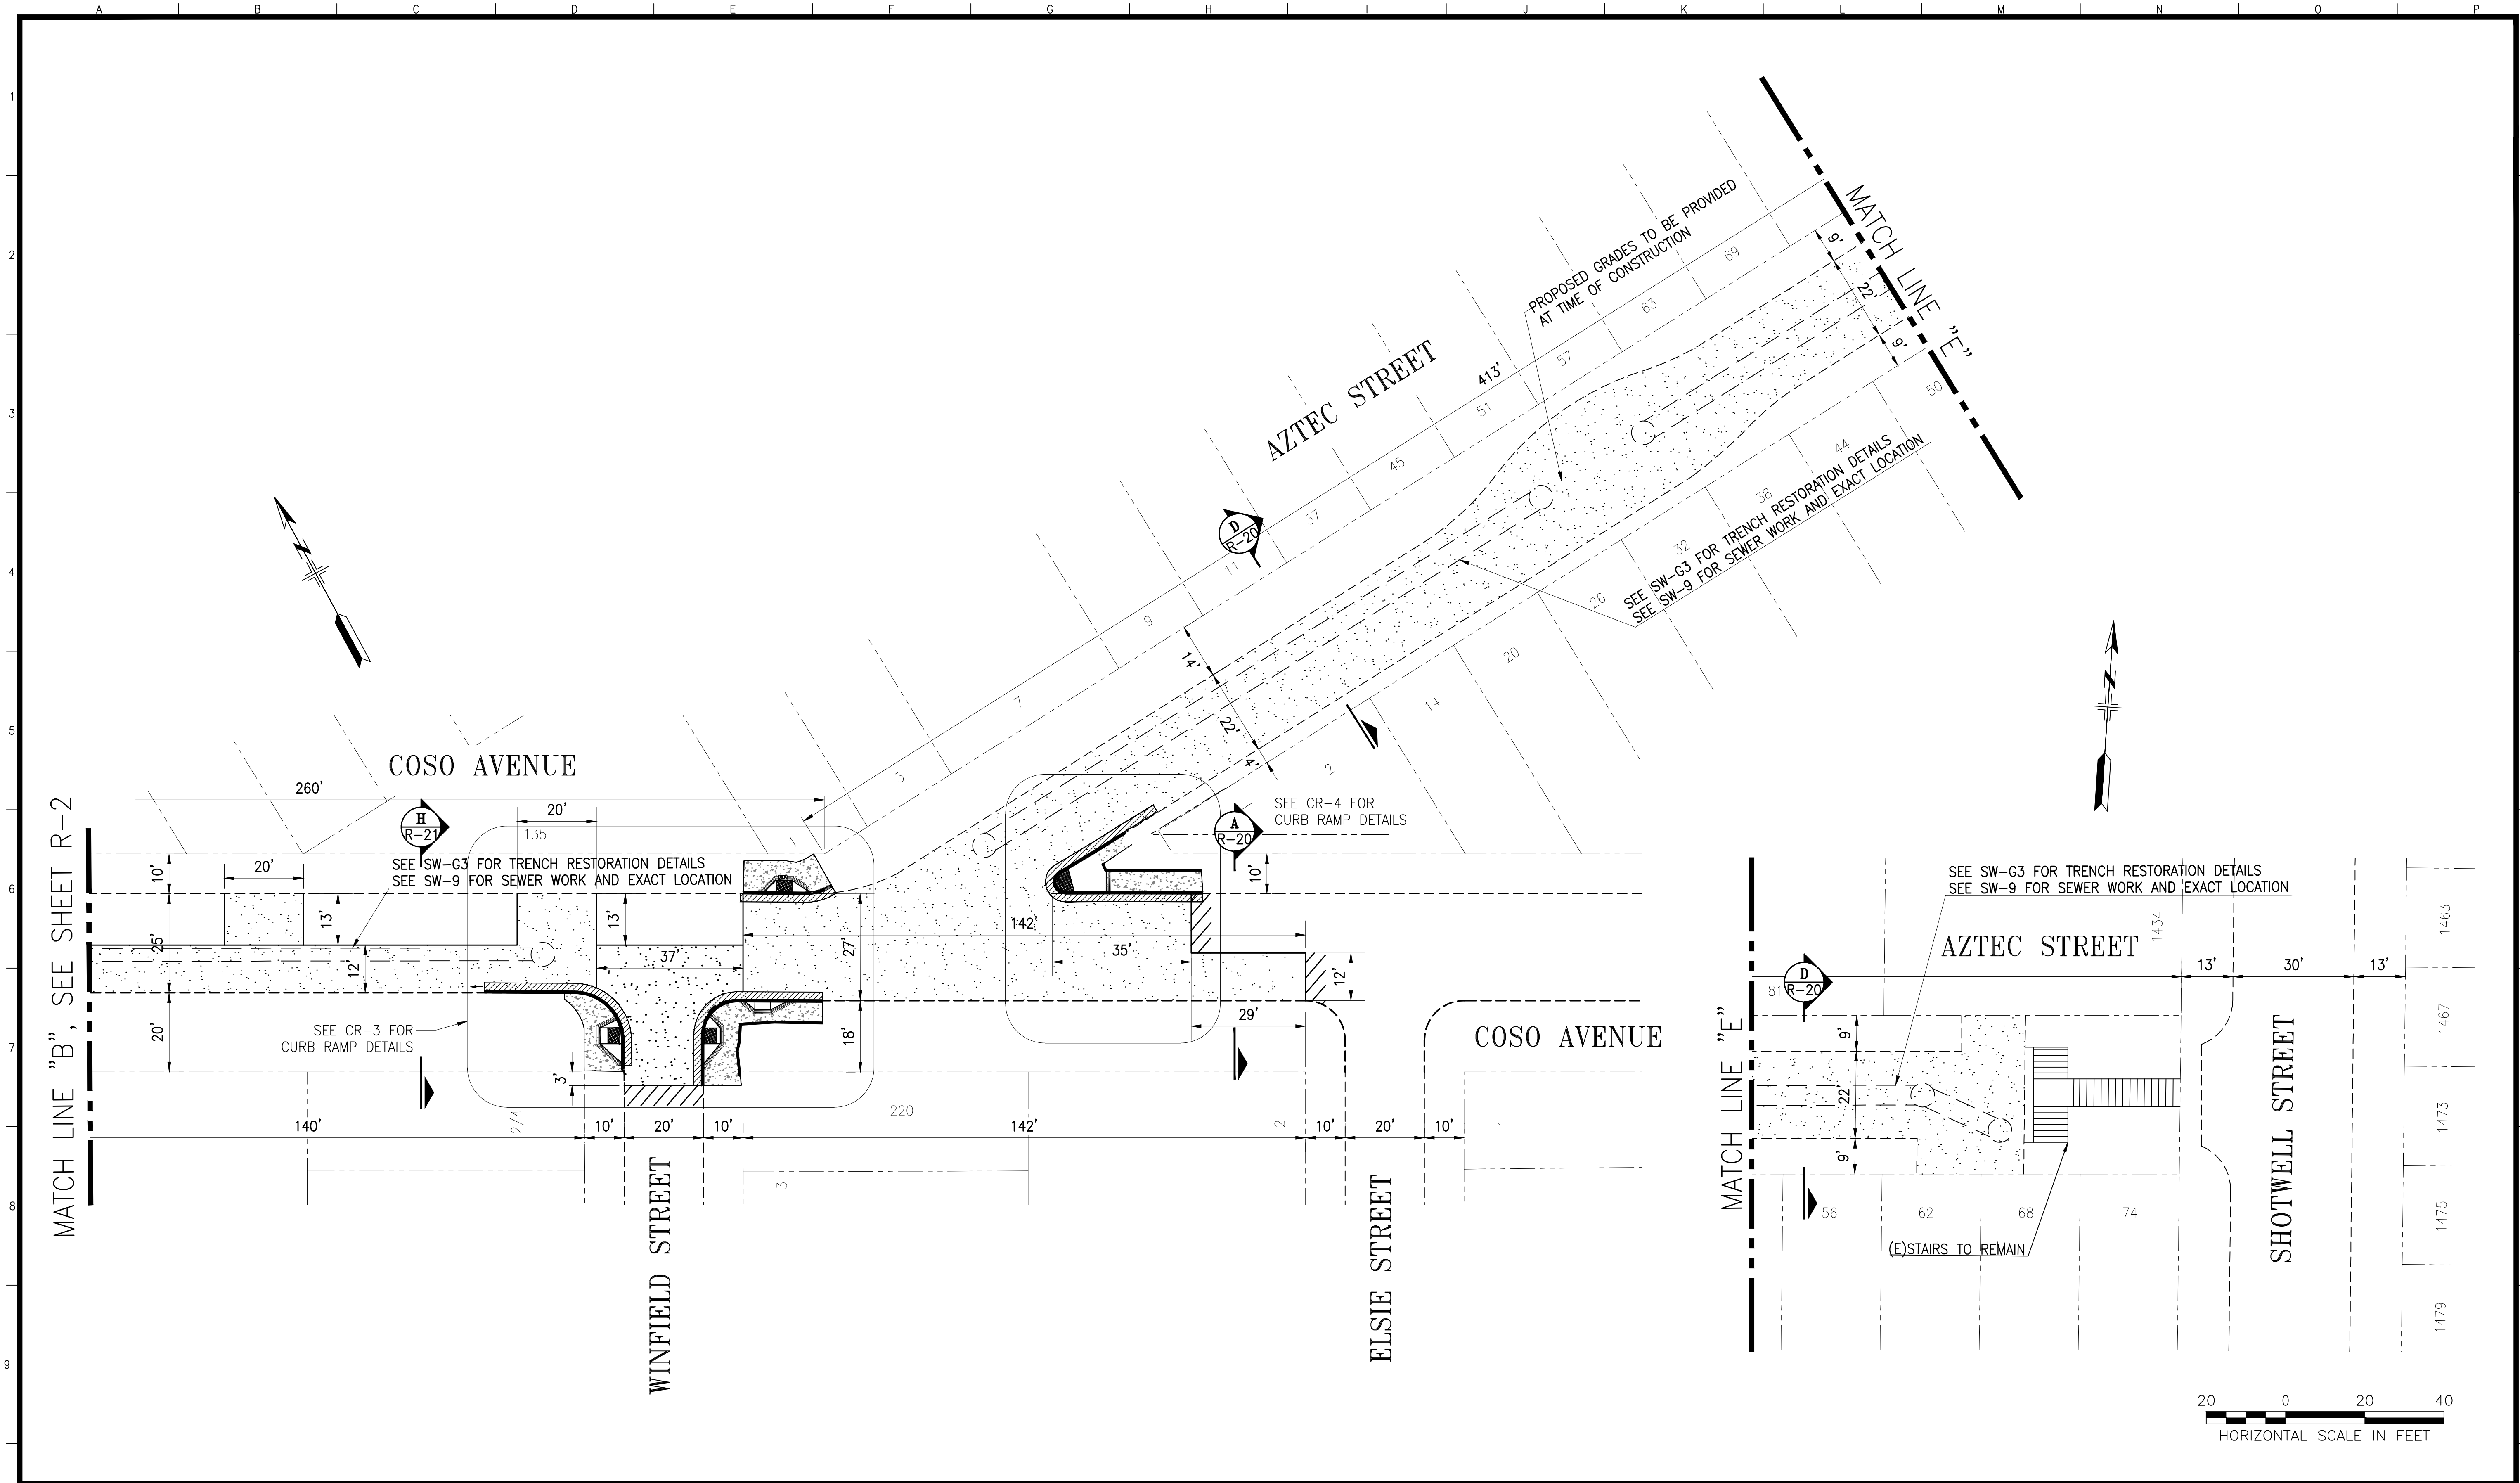 A B C D E F G H I J K L M N O P
1
2
3
4
5
6
7
8
9
MATCH LINE "E"
PROPOSED GRADES TO BE PROVIDED
AT TIME OF CONSTRUCTION
AZTEC STREET
413'
9'
22'
9'
69
63
57
51
45
37
11
9
7
3
1
50
44
38
32
26
20
14
2
SEE SW-G3 FOR TRENCH RESTORATION DETAILS
SEE SW-9 FOR SEWER WORK AND EXACT LOCATION
D
R-20
14'
22'
4'
N
COSO AVENUE
260'
20'
H
R-21
135
SEE SW-G3 FOR TRENCH RESTORATION DETAILS
SEE SW-9 FOR SEWER WORK AND EXACT LOCATION
MATCH LINE "B", SEE SHEET R-2
10'
20'
13'
25'
12'
20'
13'
37'
27'
18'
SEE CR-3 FOR
CURB RAMP DETAILS
3'
A
R-20
SEE CR-4 FOR
CURB RAMP DETAILS
10'
142'
35'
12'
29'
COSO AVENUE
2/4
220
2
1
3
140'
10'
20'
10'
142'
10'
20'
10'
WINFIELD STREET
ELSIE STREET
N
SEE SW-G3 FOR TRENCH RESTORATION DETAILS
SEE SW-9 FOR SEWER WORK AND EXACT LOCATION
AZTEC STREET
1434
D
R-20
81
13'
30'
13'
MATCH LINE "E"
9'
22'
9'
56
62
68
74
(E)STAIRS TO REMAIN
SHOTWELL STREET
1463
1467
1473
1475
1479
20 0 20 40
HORIZONTAL SCALE IN FEET